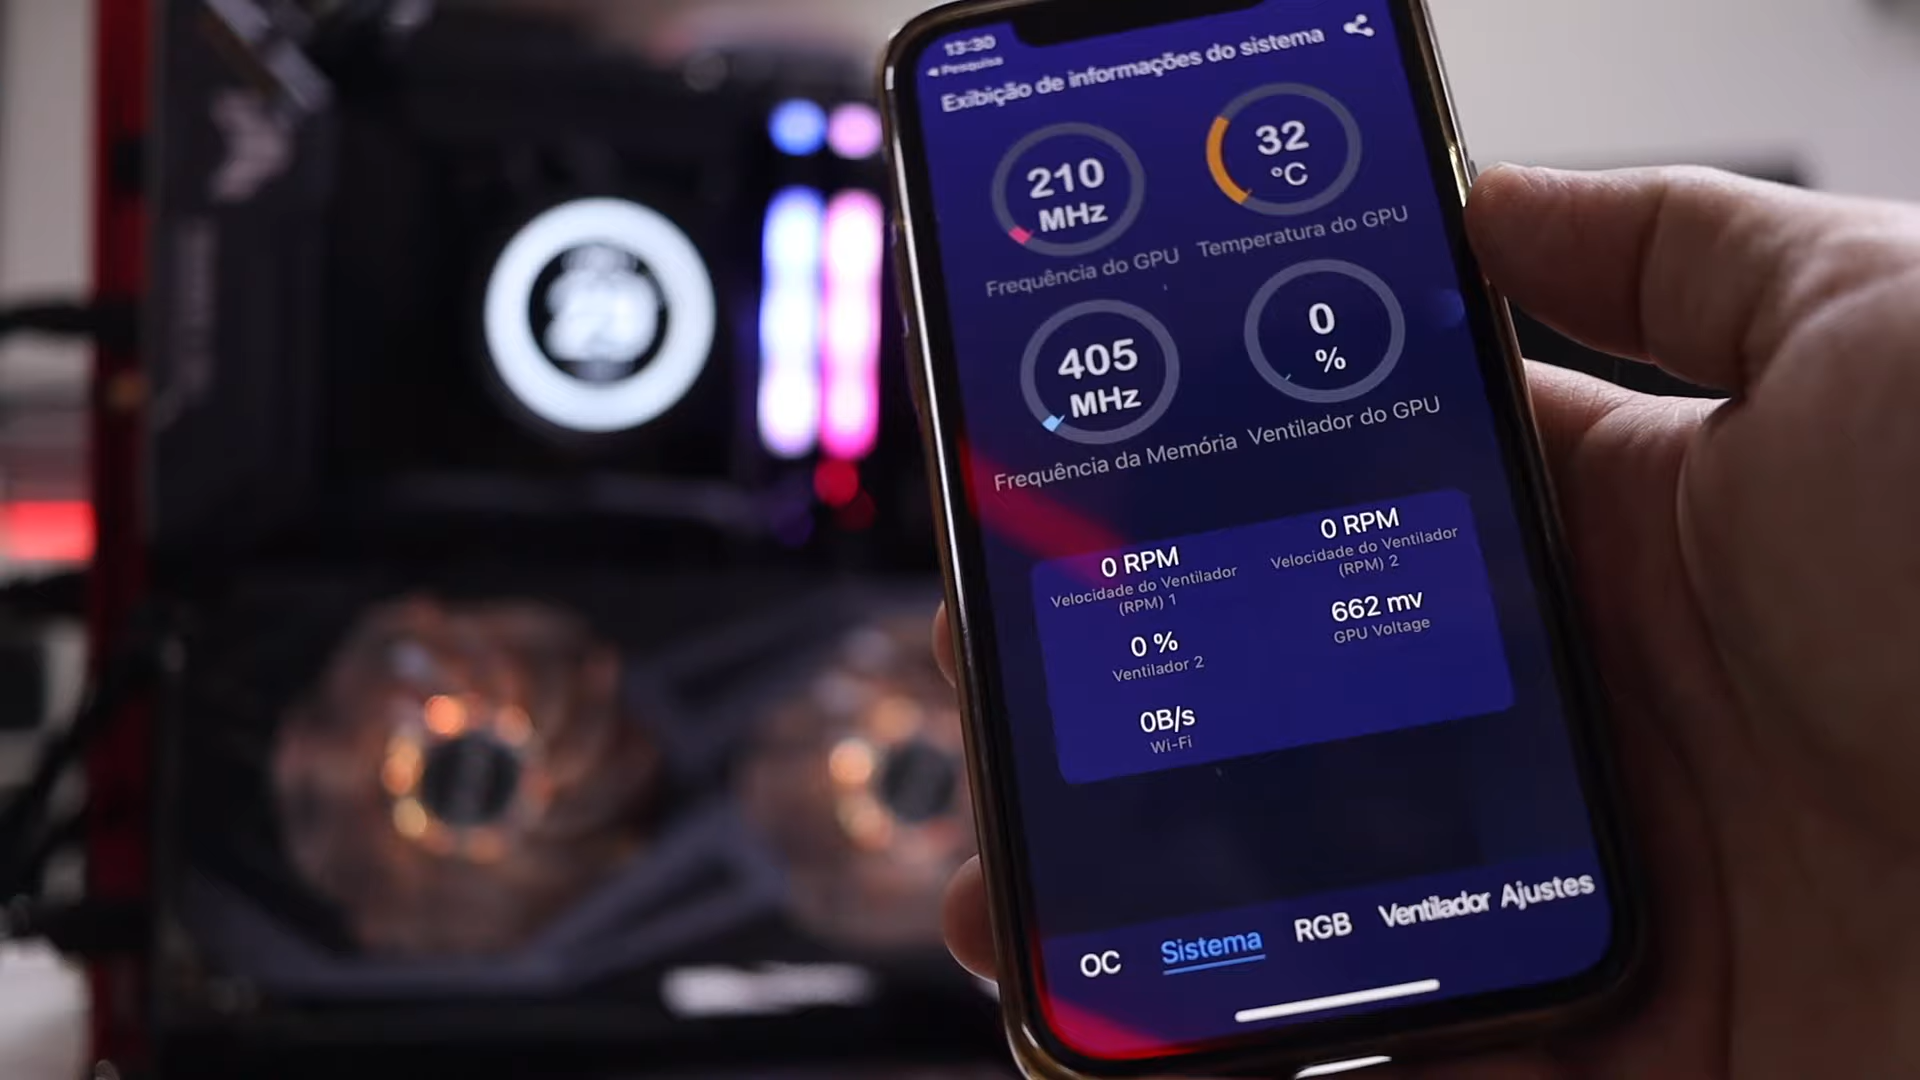 13:30
Pesquisa
Exibição de informações do sistema
210
MHz
Frequência do GPU
32
°C
Temperatura do GPU
405
MHz
Frequência da Memória
0
%
Ventilador do GPU
0 RPM
Velocidade do Ventilador
(RPM) 1
0 RPM
Velocidade do Ventilador
(RPM) 2
0 %
Ventilador 2
662 mv
GPU Voltage
0B/s
Wi-Fi
OC Sistema RGB Ventilador Ajustes